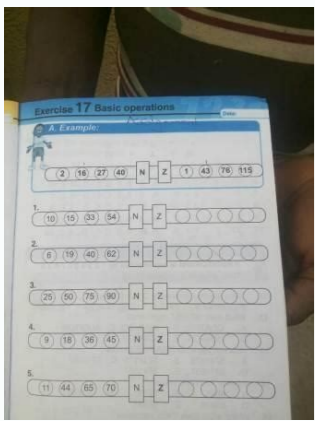 Exercise 17 Basic operations
Date:
A. Example:
2 16 27 40 N Z 1 43 76 115
1.
10 15 33 54 N Z
2.
6 19 40 62 N Z
3.
25 50 75 90 N Z
4.
9 18 36 45 N Z
5.
11 44 65 70 N Z